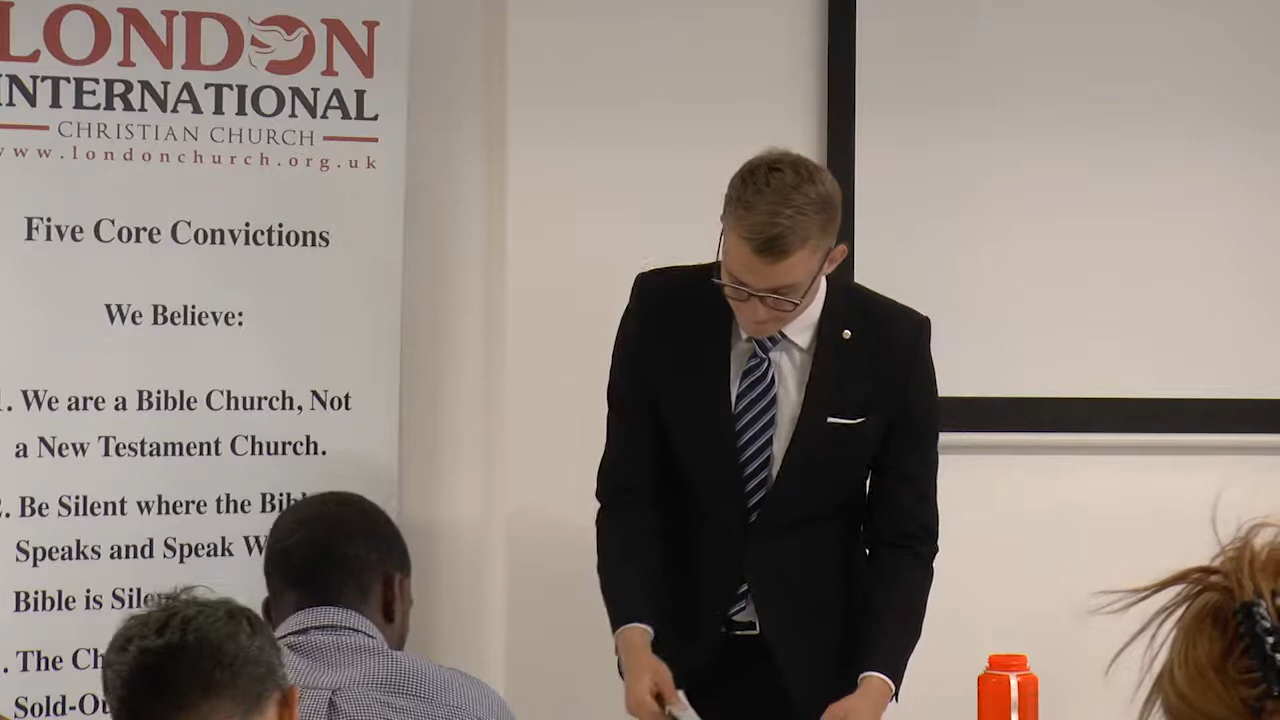 LONDON
INTERNATIONAL
CHRISTIAN CHURCH
www.londonchurch.org.uk
Five Core Convictions
We Believe:
1. We are a Bible Church, Not
a New Testament Church.
2. Be Silent where the Bib
Speaks and Speak W
Bible is Sile
. The Ch
Sold-Ou